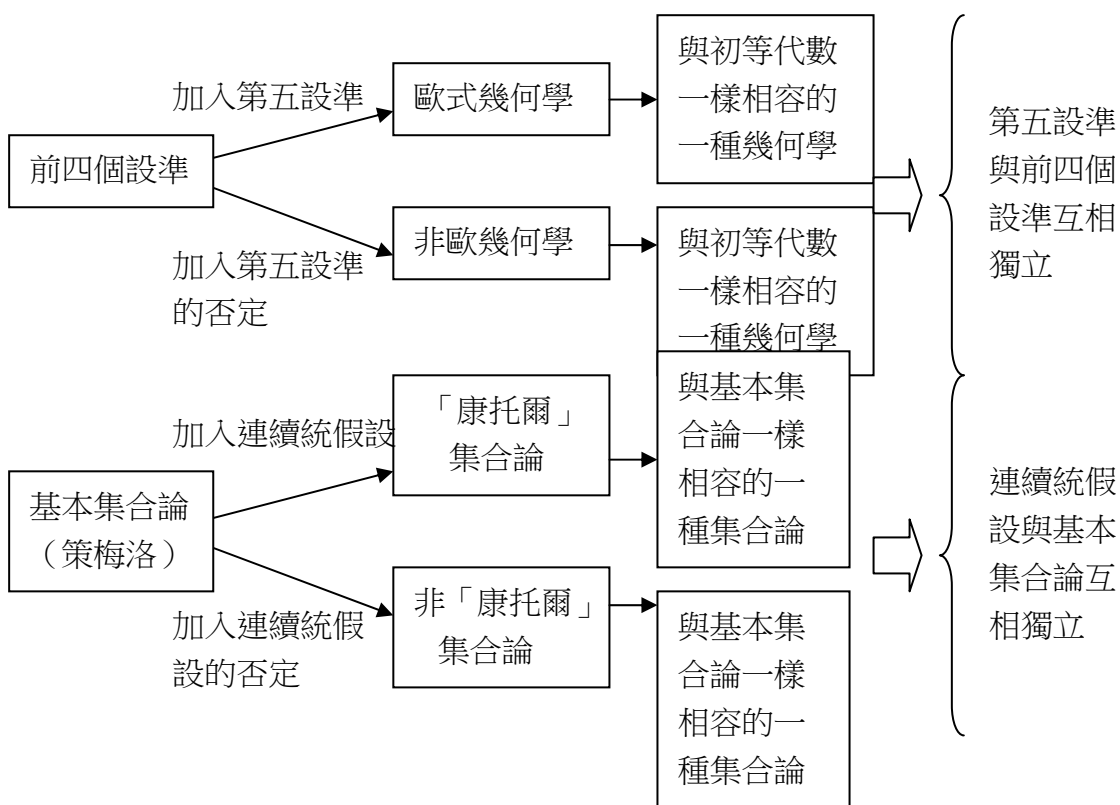 前四個設準
加入第五設準
加入第五設準
的否定
歐式幾何學
非歐幾何學
與初等代數
一樣相容的
一種幾何學
與初等代數
一樣相容的
一種幾何學
第五設準
與前四個
設準互相
獨立
基本集合論
（策梅洛）
加入連續統假設
加入連續統假
設的否定
「康托爾」
集合論
非「康托爾」
集合論
與基本集
合論一樣
相容的一
種集合論
與基本集
合論一樣
相容的一
種集合論
連續統假
設與基本
集合論互
相獨立